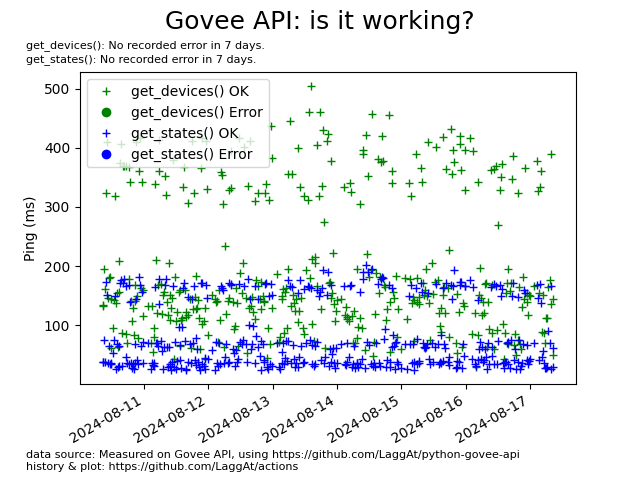 Govee API: is it working?
get_devices(): No recorded error in 7 days.
get_states(): No recorded error in 7 days.
get_devices() OK
get_devices() Error
get_states() OK
get_states() Error
500
400
300
200
100
Ping (ms)
2024-08-11
2024-08-12
2024-08-13
2024-08-14
2024-08-15
2024-08-16
2024-08-17
data source: Measured on Govee API, using https://github.com/LaggAt/python-govee-api
history & plot: https://github.com/LaggAt/actions